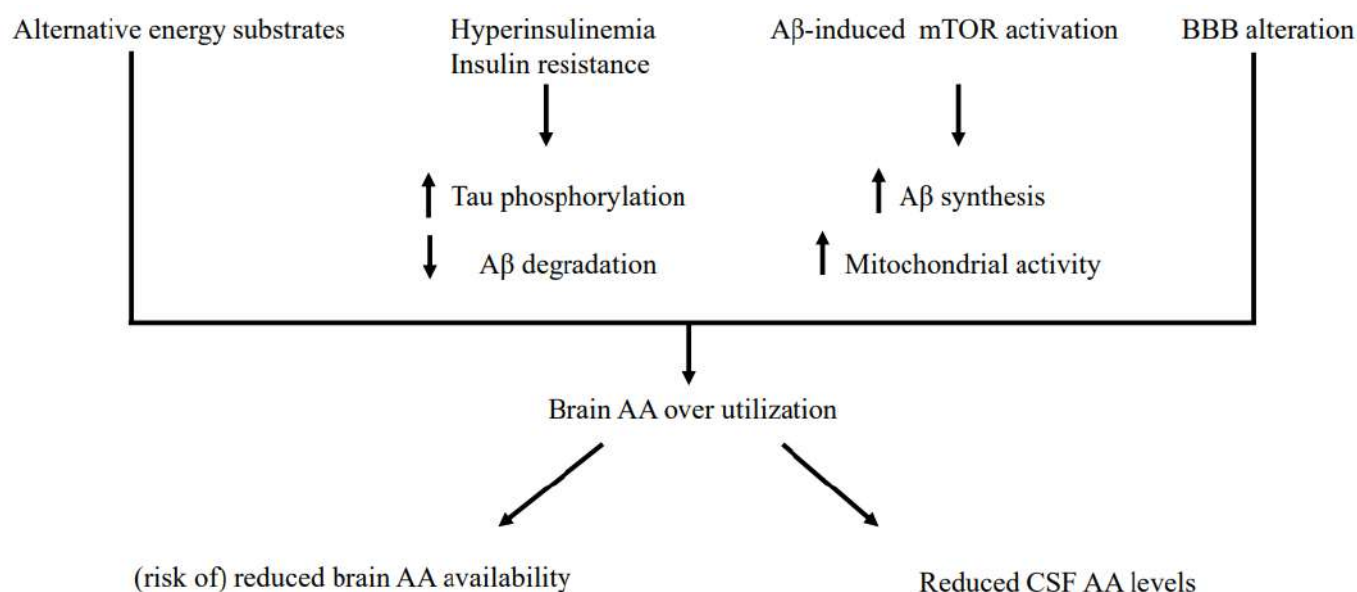 Alternative energy substrates
Hyperinsulinemia
Insulin resistance
Aβ-induced mTOR activation
BBB alteration
Tau phosphorylation
Aβ degradation
Aβ synthesis
Mitochondrial activity
Brain AA over utilization
(risk of) reduced brain AA availability
Reduced CSF AA levels